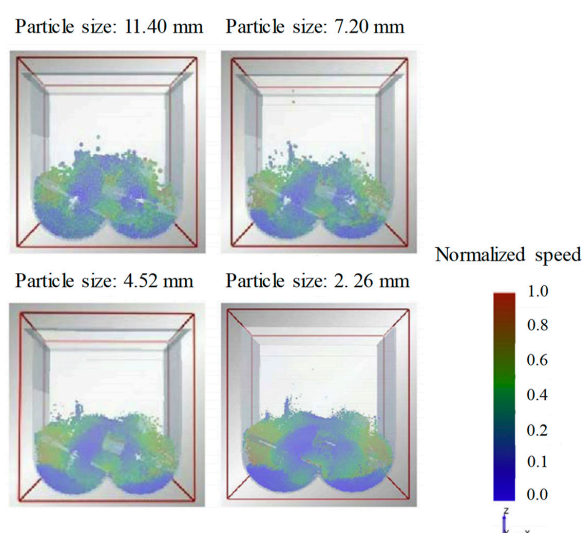 Particle size: 11.40 mm
Particle size: 7.20 mm
Particle size: 4.52 mm
Particle size: 2. 26 mm
Normalized speed
1.0
0.8
0.6
0.4
0.2
0.1
0.0
z
x